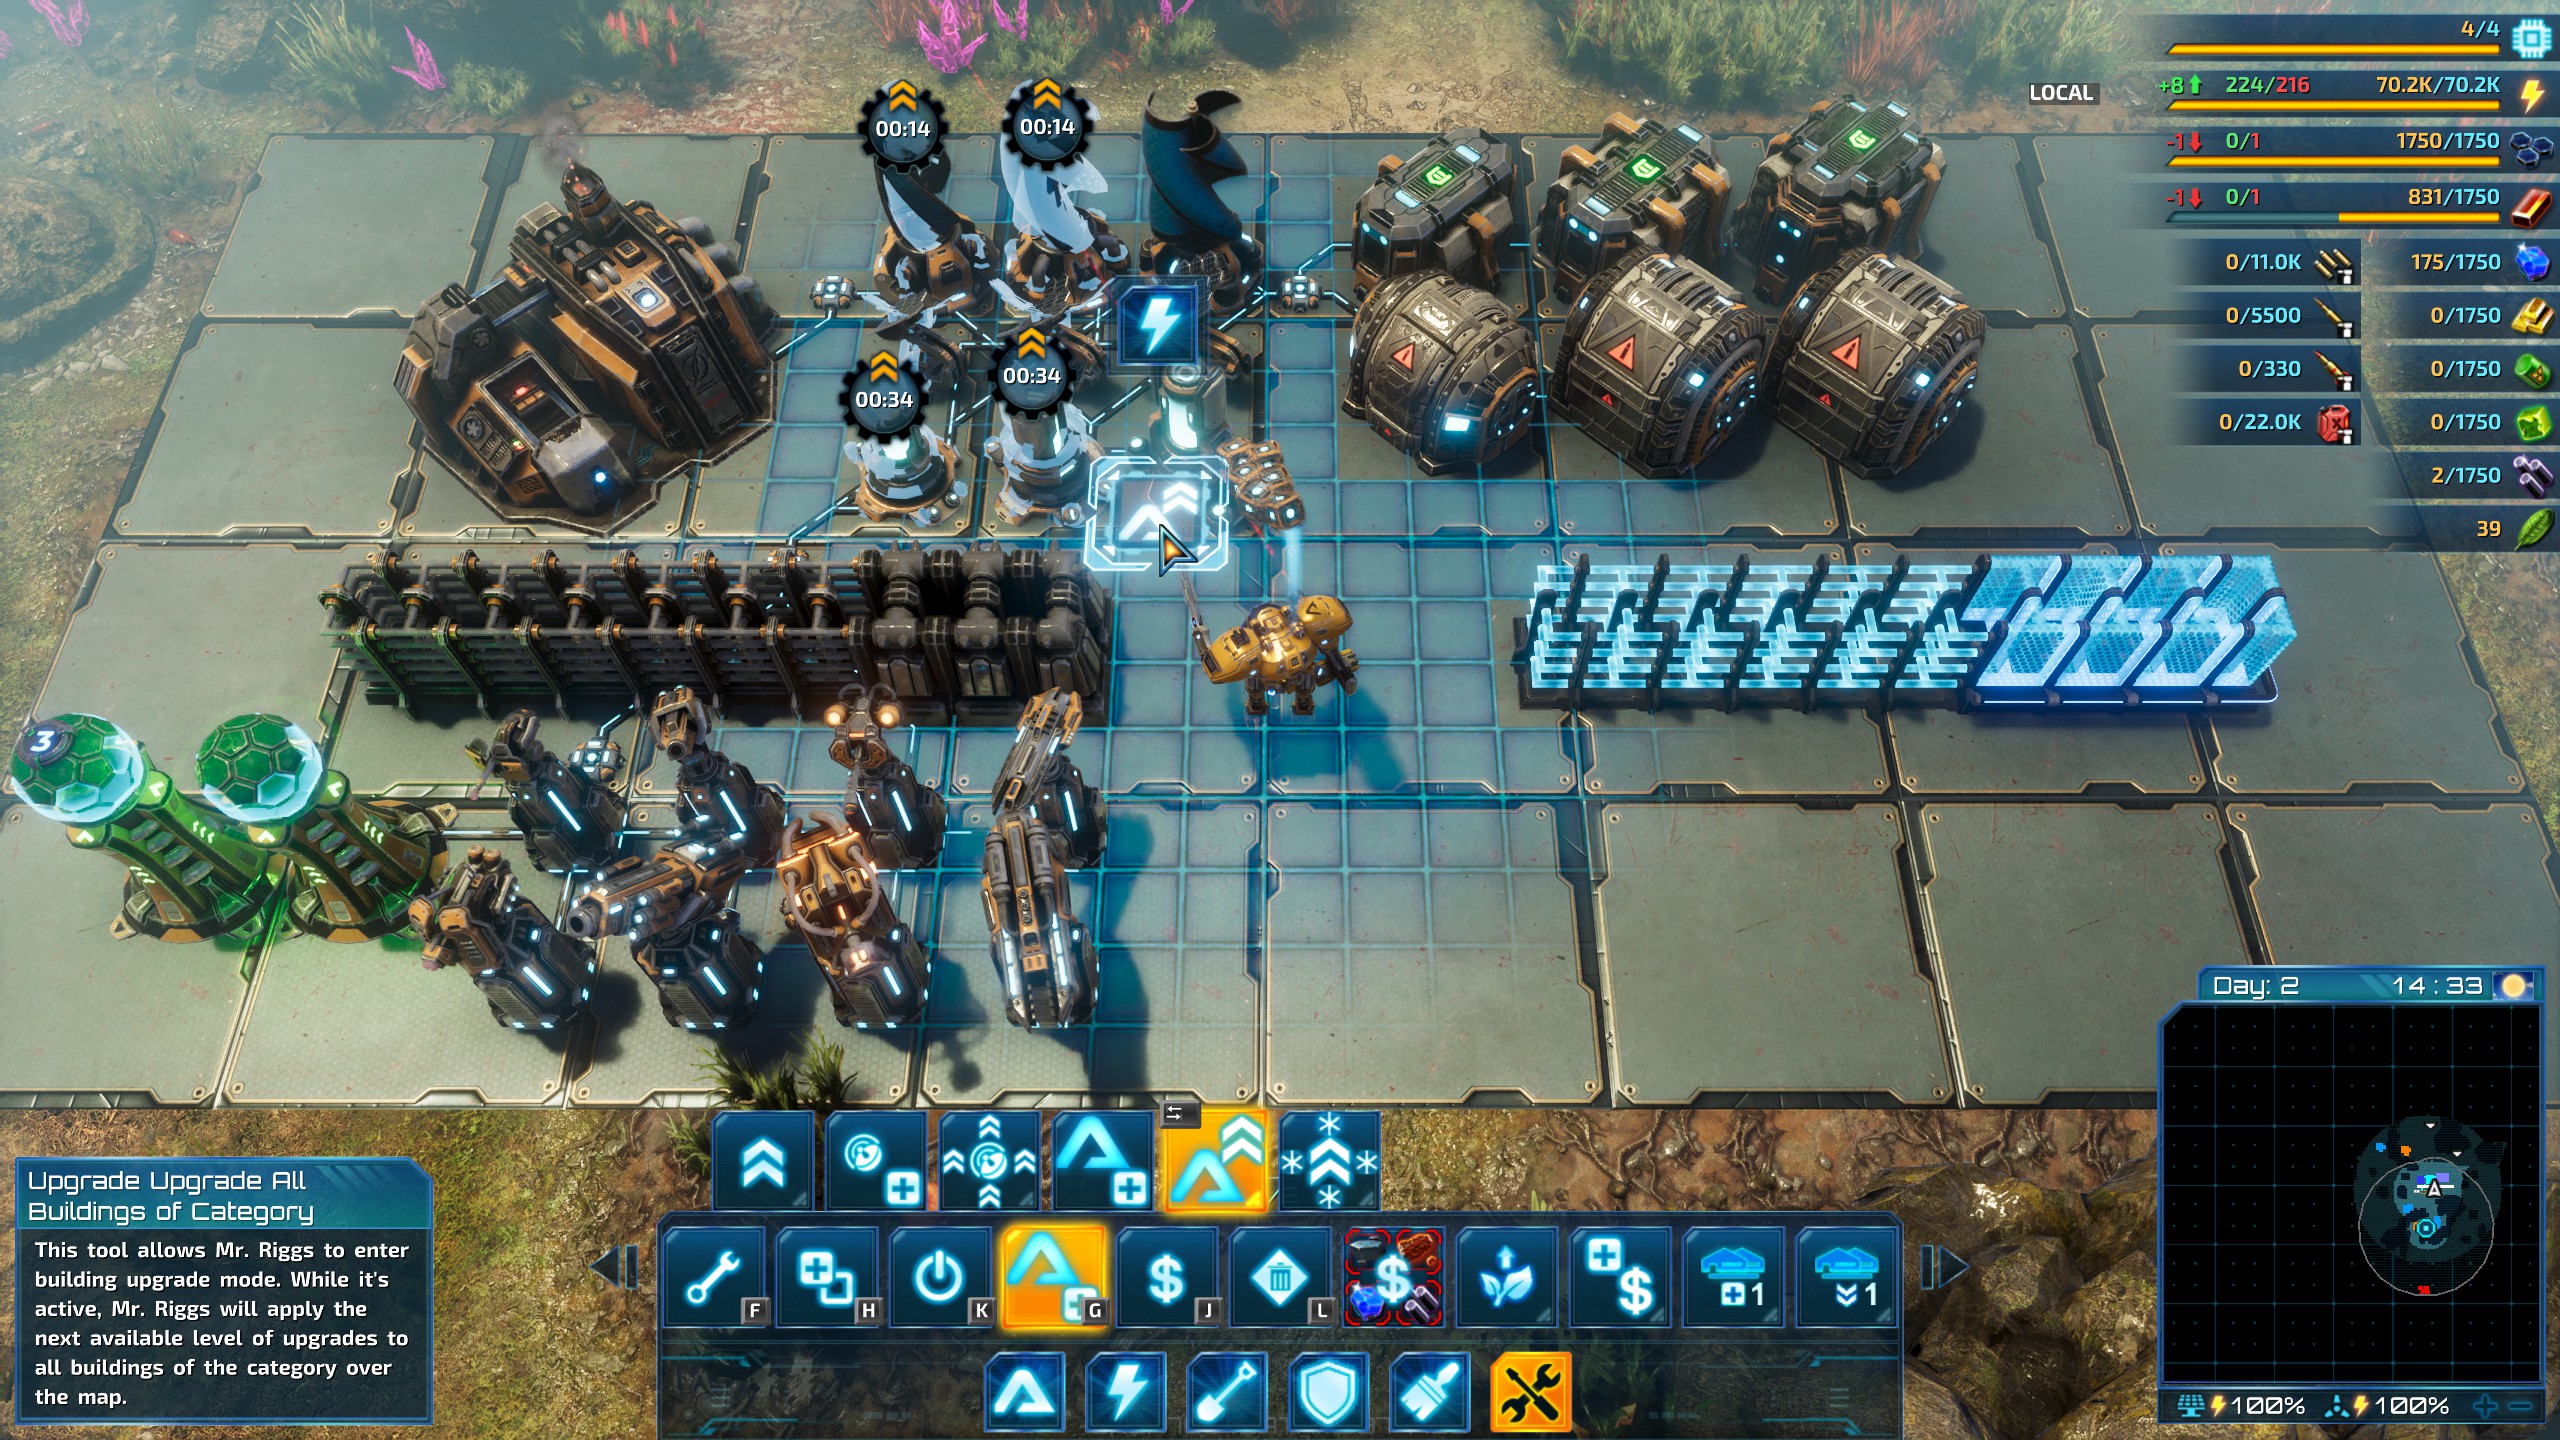 4/4
LOCAL
+8 224/216 70.2K/70.2K
-1 0/1 1750/1750
-1 0/1 831/1750
0/11.0K 175/1750
0/5500 0/1750
0/330 0/1750
0/22.0K 0/1750
2/1750
39
00:14
00:14
00:34
00:34
3
Day: 2 14:33
Upgrade Upgrade All
Buildings of Category
This tool allows Mr. Riggs to enter
building upgrade mode. While it's
active, Mr. Riggs will apply the
next available level of upgrades to
all buildings of the category over
the map.
F
H
K
G
$
J
L
$
$
1
1
100% 100%